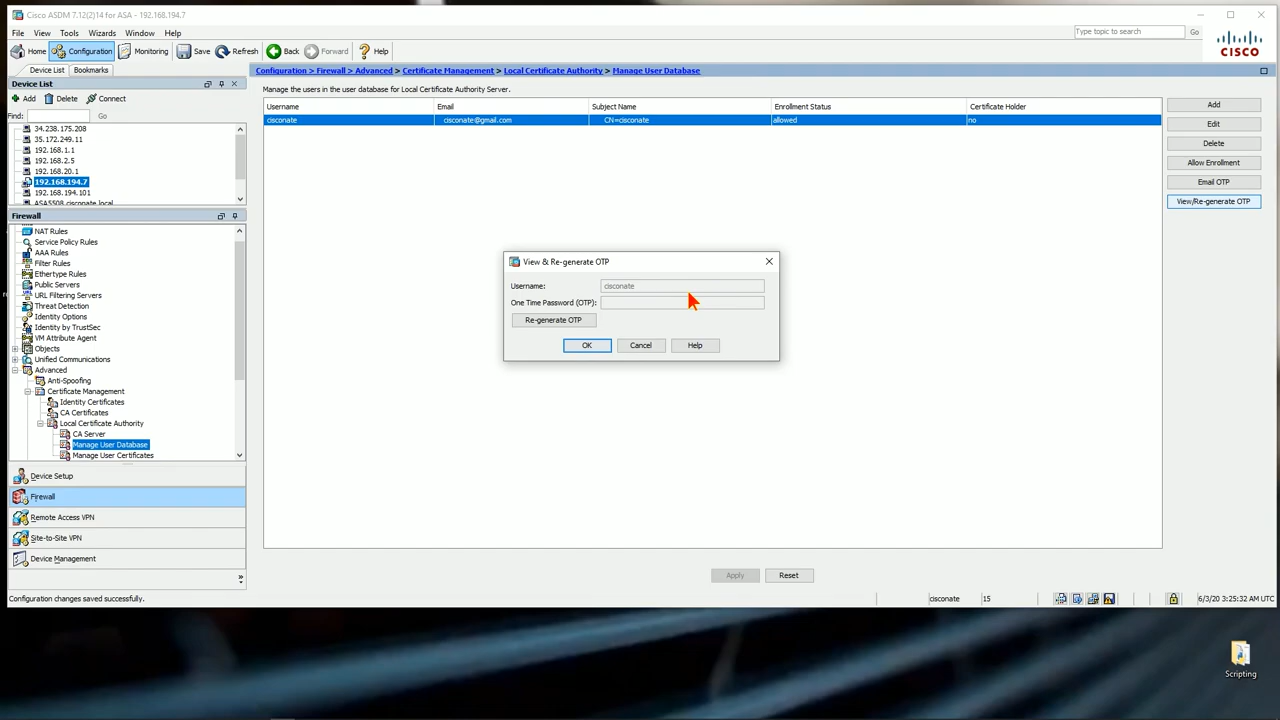 Cisco ASDM 7.12(2)14 for ASA - 192.168.194.7
File View Tools Wizards Window Help
Type topic to search Go
Home Configuration Monitoring Save Refresh Back Forward Help
CISCO
Device List Bookmarks
Configuration > Firewall > Advanced > Certificate Management > Local Certificate Authority > Manage User Database
Device List
Add Delete Connect
Find: Go
34.238.175.208
35.172.249.11
192.168.1.1
192.168.2.5
192.168.20.1
192.168.194.7
192.168.194.101
ASA5508.cisconate.local
Manage the users in the user database for Local Certificate Authority Server.
Username Email Subject Name Enrollment Status Certificate Holder
cisconate cisconate@gmail.com CN=cisconate allowed no
Add
Edit
Delete
Allow Enrollment
Email OTP
View/Re-generate OTP
Firewall
NAT Rules
Service Policy Rules
AAA Rules
Filter Rules
Ethertype Rules
Public Servers
URL Filtering Servers
Threat Detection
Identity Options
Identity by TrustSec
VM Attribute Agent
Objects
Unified Communications
Advanced
Anti-Spoofing
Certificate Management
Identity Certificates
CA Certificates
Local Certificate Authority
CA Server
Manage User Database
Manage User Certificates
View & Re-generate OTP
Username: cisconate
One Time Password (OTP):
Re-generate OTP
OK Cancel Help
Device Setup
Firewall
Remote Access VPN
Site-to-Site VPN
Device Management
Apply Reset
Configuration changes saved successfully.
cisconate 15 6/3/20 3:25:32 AM UTC
Scripting